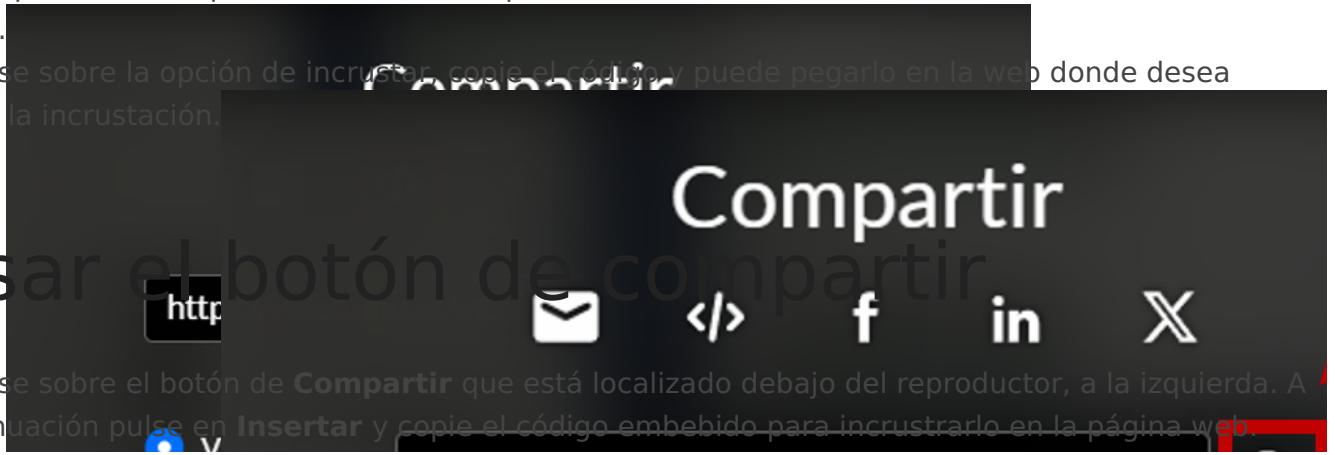 se sobre la opción de incrustar, copie el código y puede pegarlo en la web donde desea
la incrustación.
Compartir
Compartir
sar el botón de compartir
http
in
se sobre el botón de Compartir que está localizado debajo del reproductor, a la izquierda. A
nuación pulse en Insertar y copie el código embebido para incrustrarlo en la página web.